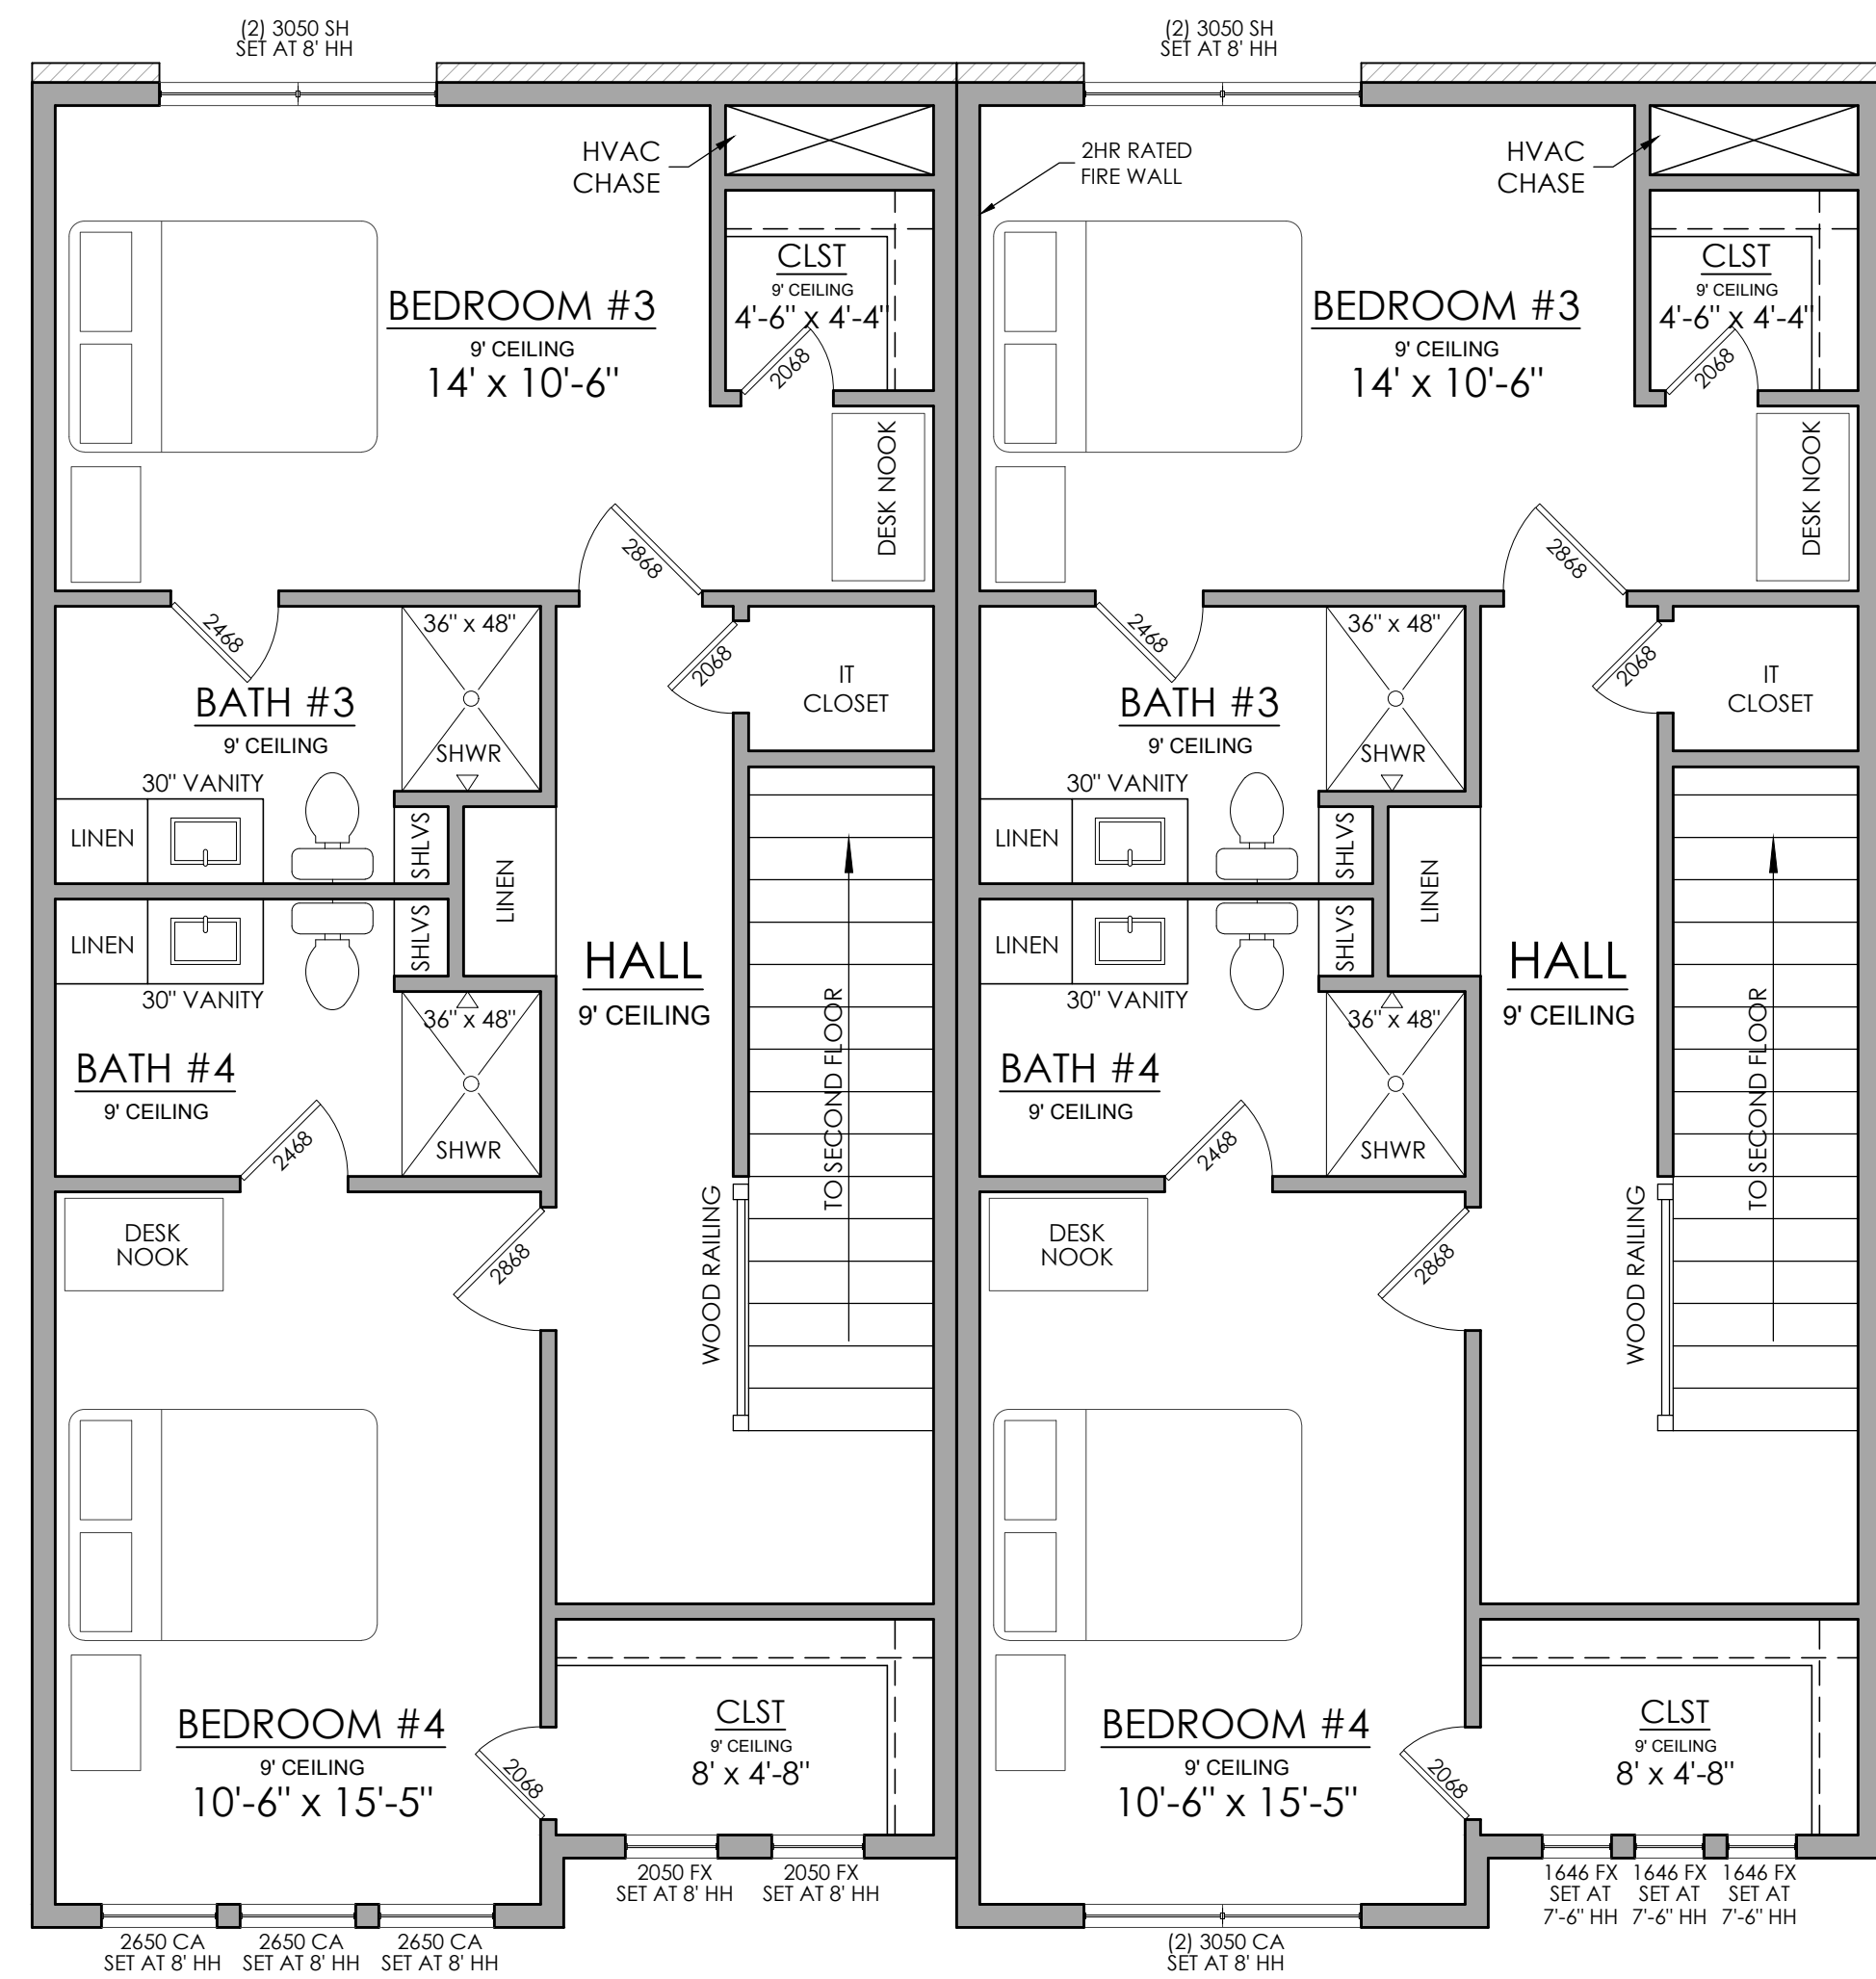 (2) 3050 SH
SET AT 8' HH
HVAC
CHASE
CLST
9' CEILING
4'-6" x 4'-4"
2068
BEDROOM #3
9' CEILING
14' x 10'-6"
DESK NOOK
2868
2468
36" x 48"
SHWR
2068
IT
CLOSET
BATH #3
9' CEILING
30" VANITY
LINEN
SHLVS
LINEN
LINEN
SHLVS
30" VANITY
HALL
9' CEILING
36" x 48"
SHWR
BATH #4
9' CEILING
2468
TO SECOND FLOOR
WOOD RAILING
DESK
NOOK
2868
BEDROOM #4
9' CEILING
10'-6" x 15'-5"
2068
CLST
9' CEILING
8' x 4'-8"
2050 FX
SET AT 8' HH
2050 FX
SET AT 8' HH
2650 CA
SET AT 8' HH
2650 CA
SET AT 8' HH
2650 CA
SET AT 8' HH
(2) 3050 SH
SET AT 8' HH
2HR RATED
FIRE WALL
HVAC
CHASE
CLST
9' CEILING
4'-6" x 4'-4"
2068
BEDROOM #3
9' CEILING
14' x 10'-6"
DESK NOOK
2868
2468
36" x 48"
SHWR
2068
IT
CLOSET
BATH #3
9' CEILING
30" VANITY
LINEN
SHLVS
LINEN
LINEN
SHLVS
30" VANITY
HALL
9' CEILING
36" x 48"
SHWR
BATH #4
9' CEILING
2468
TO SECOND FLOOR
WOOD RAILING
DESK
NOOK
2868
BEDROOM #4
9' CEILING
10'-6" x 15'-5"
2068
CLST
9' CEILING
8' x 4'-8"
1646 FX
SET AT
7'-6" HH
1646 FX
SET AT
7'-6" HH
1646 FX
SET AT
7'-6" HH
(2) 3050 CA
SET AT 8' HH